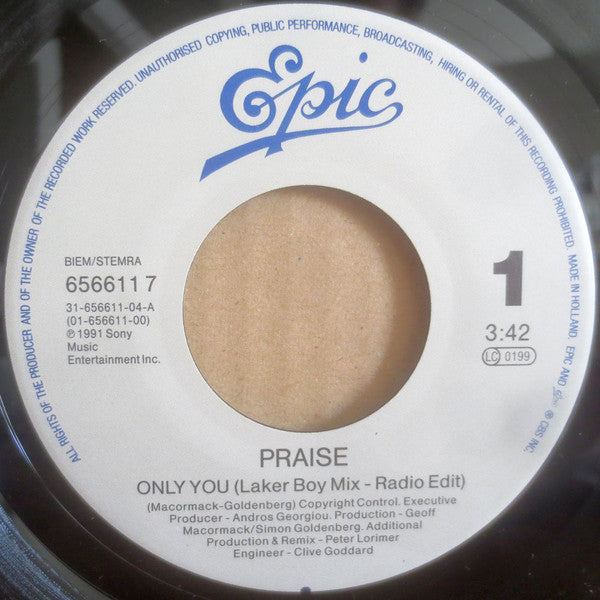 ALL RIGHTS OF THE PRODUCER AND OF THE OWNER OF THE RECORDED WORK RESERVED. UNAUTHORISED COPYING, PUBLIC PERFORMANCE, BROADCASTING, HIRING OR RENTAL OF THIS RECORDING PROHIBITED. MADE IN HOLLAND. EPIC AND ® CBS INC.
Epic
BIEM/STEMRA
656611 7
31-656611-04-A
(01-656611-00)
℗ 1991 Sony
Music
Entertainment Inc.
1
3:42
LC 0199
PRAISE
ONLY YOU (Laker Boy Mix - Radio Edit)
(Macormack-Goldenberg) Copyright Control. Executive
Producer - Andros Georgiou. Production - Geoff
Macormack/Simon Goldenberg. Additional
Production & Remix - Peter Lorimer
Engineer - Clive Goddard